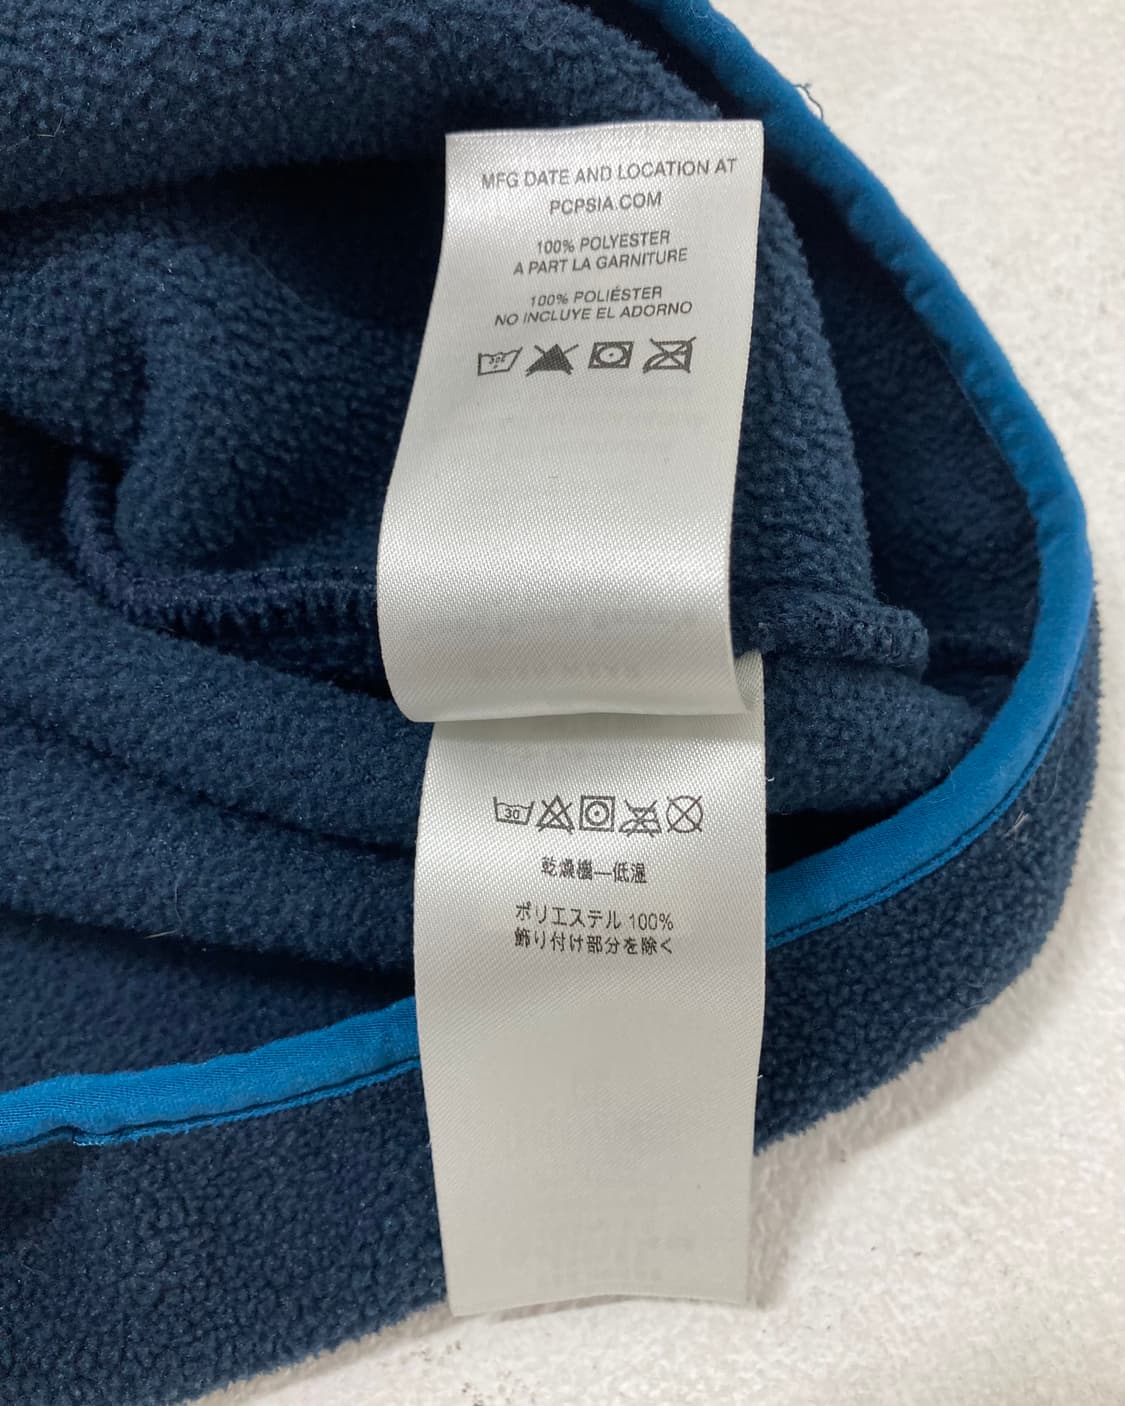 MFG DATE AND LOCATION AT
PCPSIA.COM
100% POLYESTER
A PART LA GARNITURE
100% POLIÉSTER
NO INCLUYE EL ADORNO
30
乾燥機—低温
ポリエステル 100%
飾り付け部分を除く